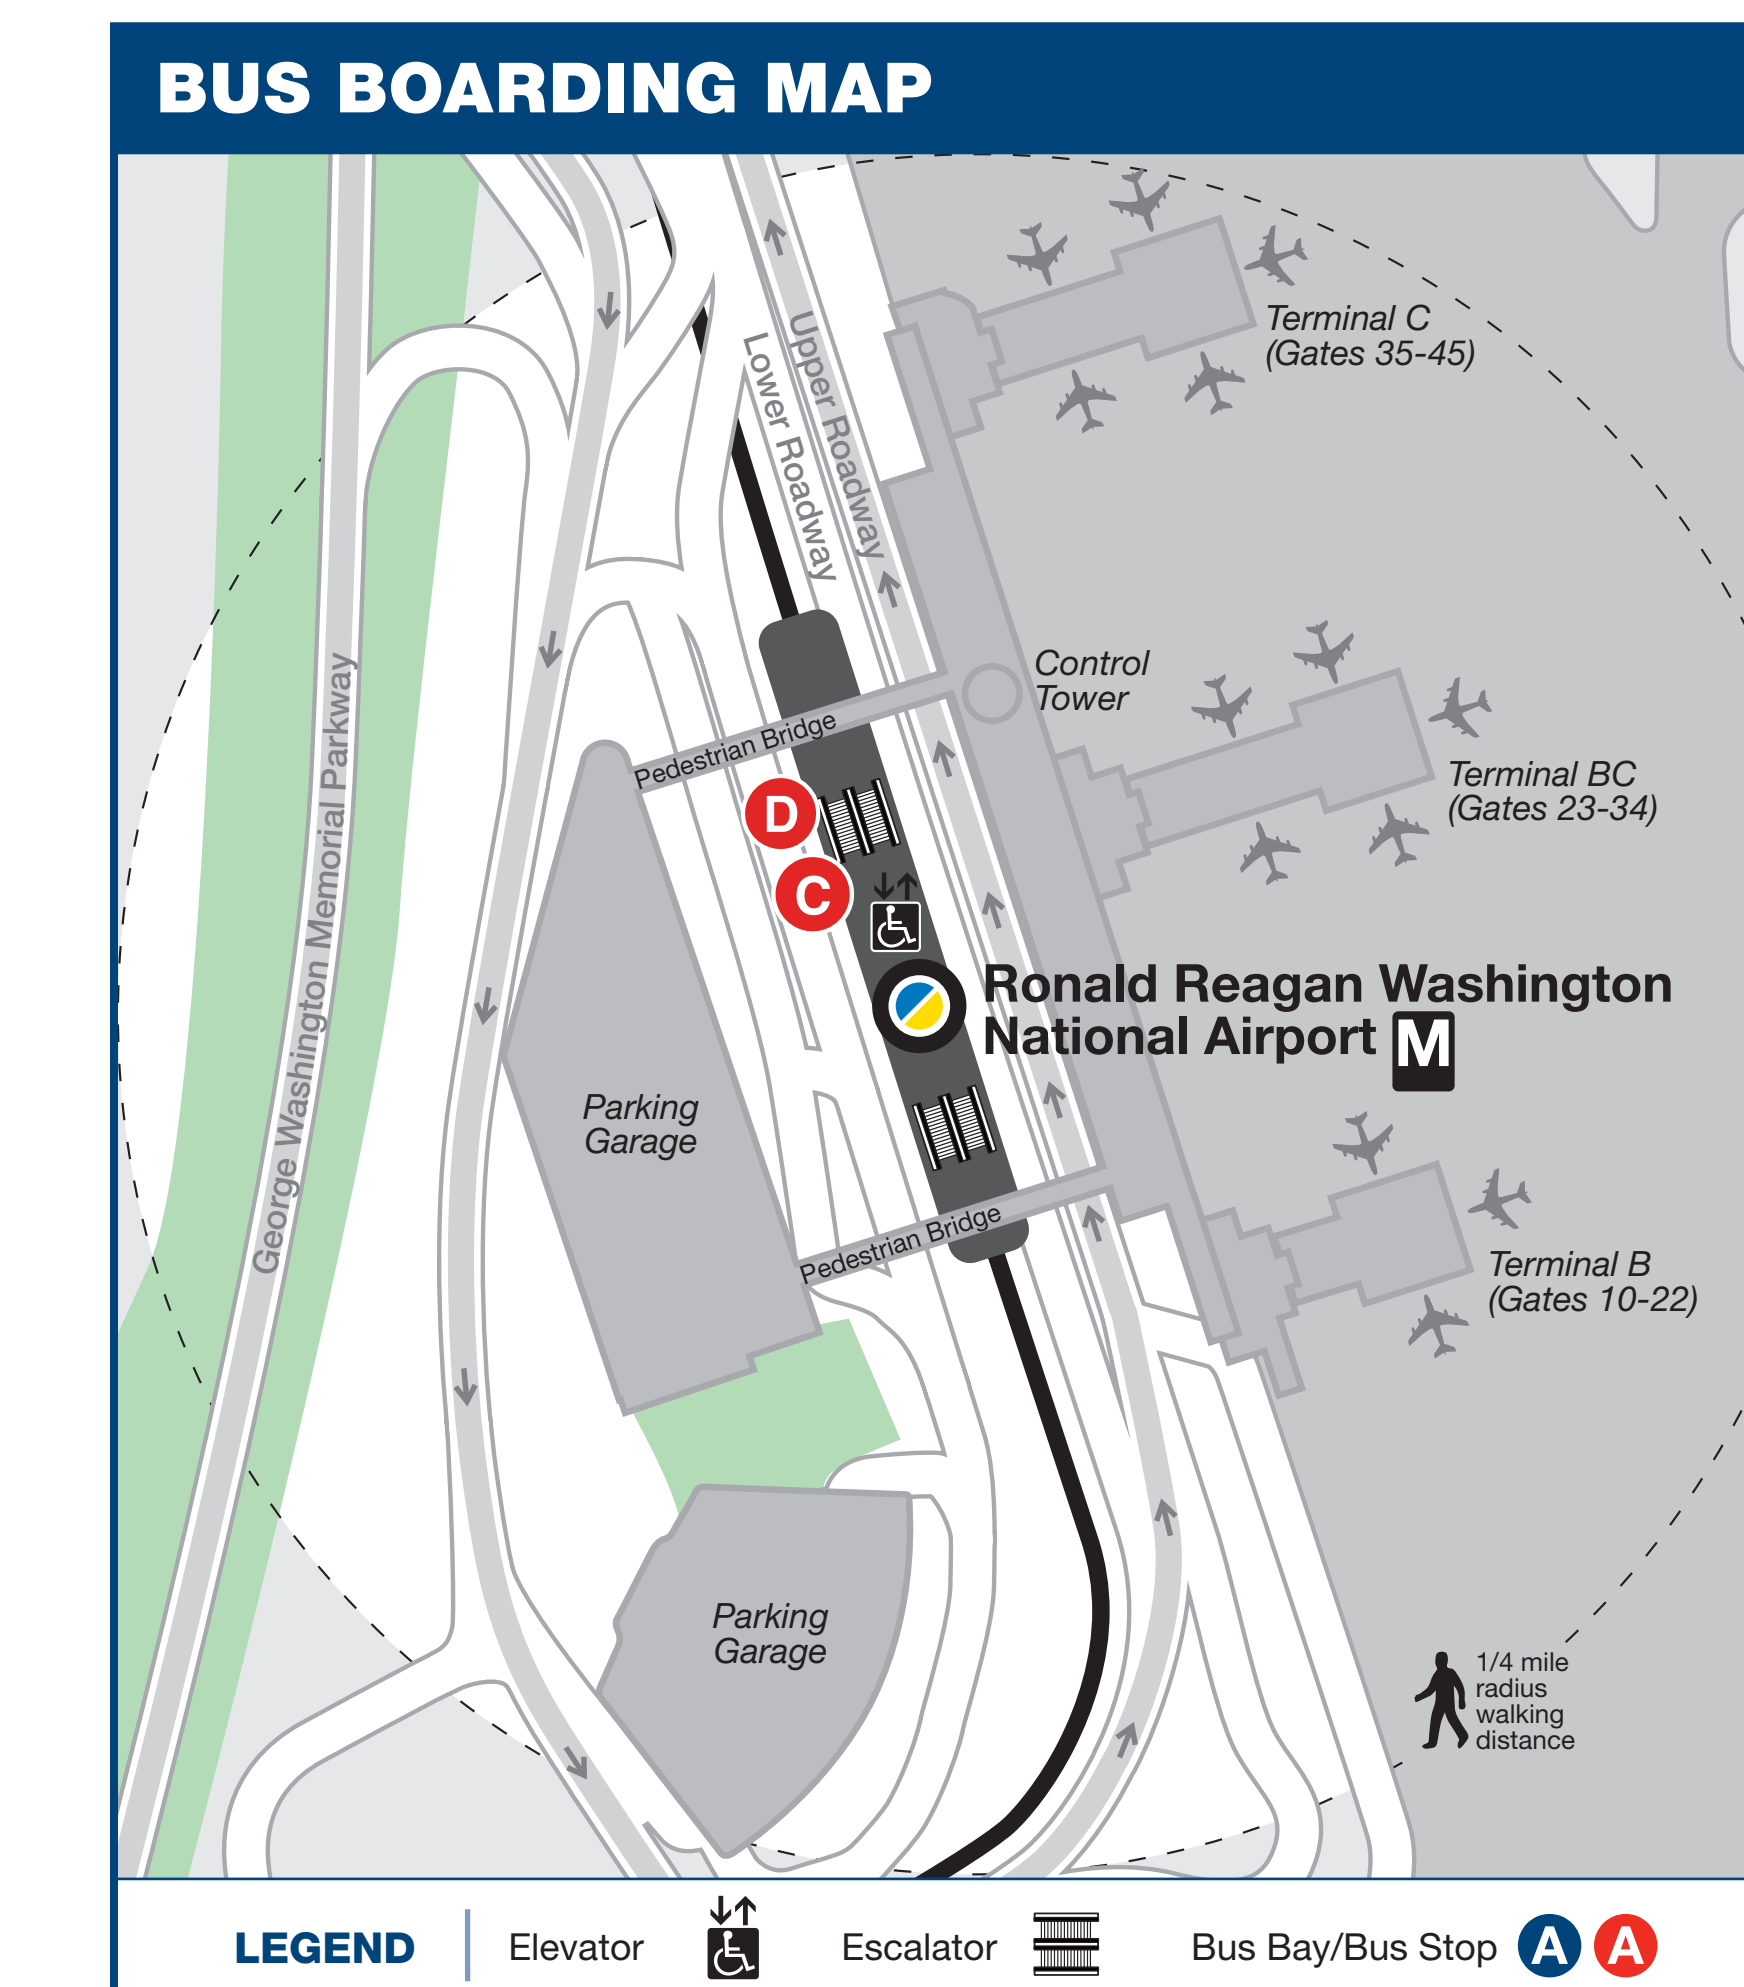 BUS BOARDING MAP
Upper Roadway
Lower Roadway
Terminal C
(Gates 35-45)
George Washington Memorial Parkway
Control
Tower
Pedestrian Bridge
Terminal BC
(Gates 23-34)
D
C
Ronald Reagan Washington
National Airport M
Parking
Garage
Pedestrian Bridge
Terminal B
(Gates 10-22)
Parking
Garage
1/4 mile
radius
walking
distance
LEGEND
Elevator
Escalator
Bus Bay/Bus Stop A A